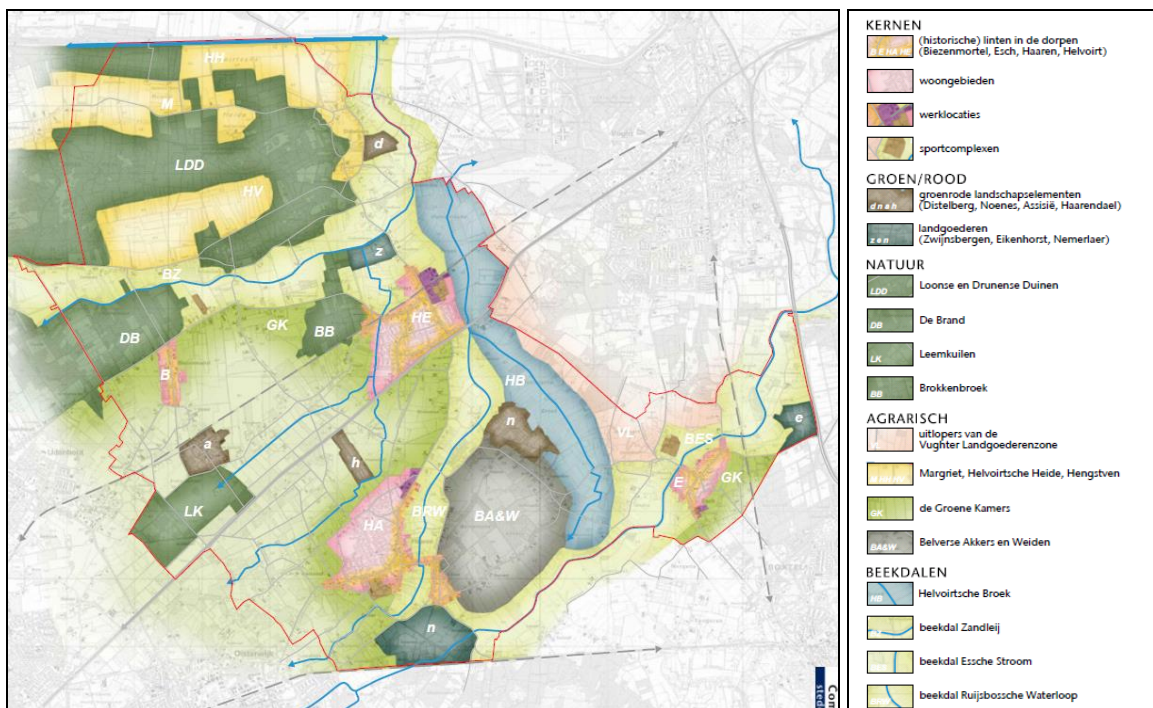 HH
M
LDD
d
HV
z
BZ
GK
HE
DB
BB
B
HB
n
VL
BES
e
a
h
E
GK
LK
HA
BRW
BA&W
n
KERNEN
B E HA HE
(historische) linten in de dorpen
(Biezenmortel, Esch, Haaren, Helvoirt)
woongebieden
werklocaties
sportcomplexen
GROEN/ROOD
d n a h
groenrode landschapselementen
(Distelberg, Noenes, Assisië, Haarendael)
z e n
landgoederen
(Zwijnsbergen, Eikenhorst, Nemerlaer)
NATUUR
LDD
Loonse en Drunense Duinen
DB
De Brand
LK
Leemkuilen
BB
Brokkenbroek
AGRARISCH
uitlopers van de
Vughter Landgoederenzone
Margriet, Helvoirtsche Heide, Hengstven
GK
de Groene Kamers
BA&W
Belverse Akkers en Weiden
BEEKDALEN
HB
Helvoirtsche Broek
beekdal Zandleij
beekdal Essche Stroom
beekdal Ruijsbossche Waterloop